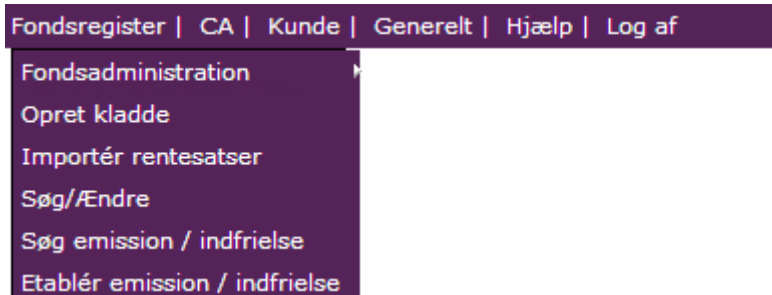 Fondsregister | CA | Kunde | Generelt | Hjælp | Log af
Fondsadministration
Opret kladde
Importér rentesatser
Søg/Ændre
Søg emission / indfrielse
Etablér emission / indfrielse